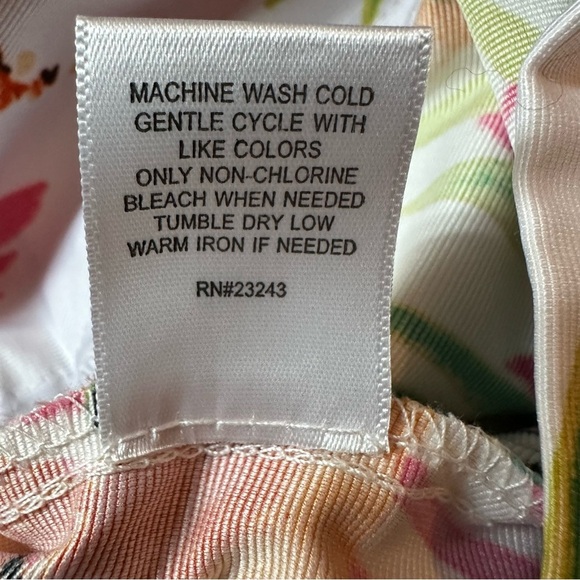 MACHINE WASH COLD
GENTLE CYCLE WITH
LIKE COLORS
ONLY NON-CHLORINE
BLEACH WHEN NEEDED
TUMBLE DRY LOW
WARM IRON IF NEEDED
RN#23243